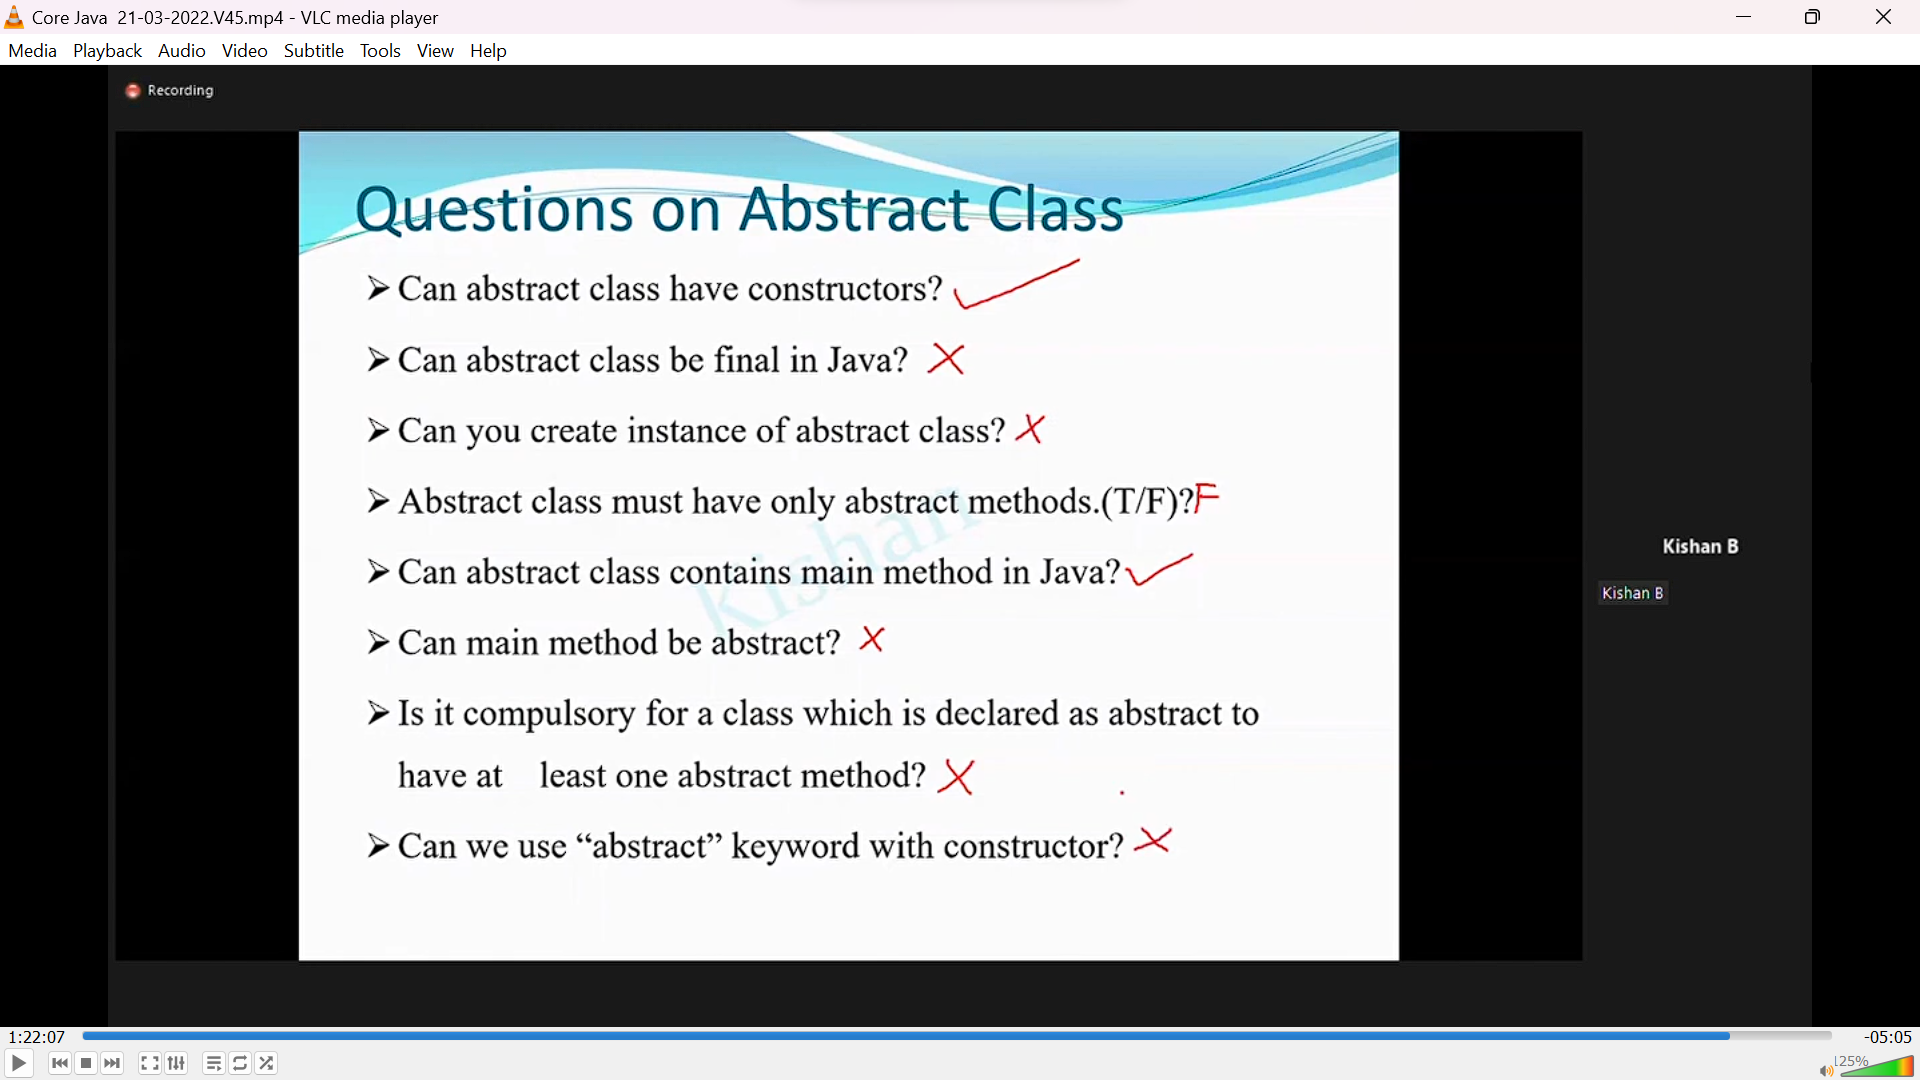 Core Java 21-03-2022.V45.mp4 - VLC media player
Media Playback Audio Video Subtitle Tools View Help
Recording
Questions on Abstract Class
➢ Can abstract class have constructors? ✓
➢ Can abstract class be final in Java? X
➢ Can you create instance of abstract class? X
➢ Abstract class must have only abstract methods.(T/F)? F
➢ Can abstract class contains main method in Java? ✓
➢ Can main method be abstract? X
➢ Is it compulsory for a class which is declared as abstract to
have at least one abstract method? X
➢ Can we use “abstract” keyword with constructor? X
Kishan
Kishan B
Kishan B
1:22:07 -05:05
125%